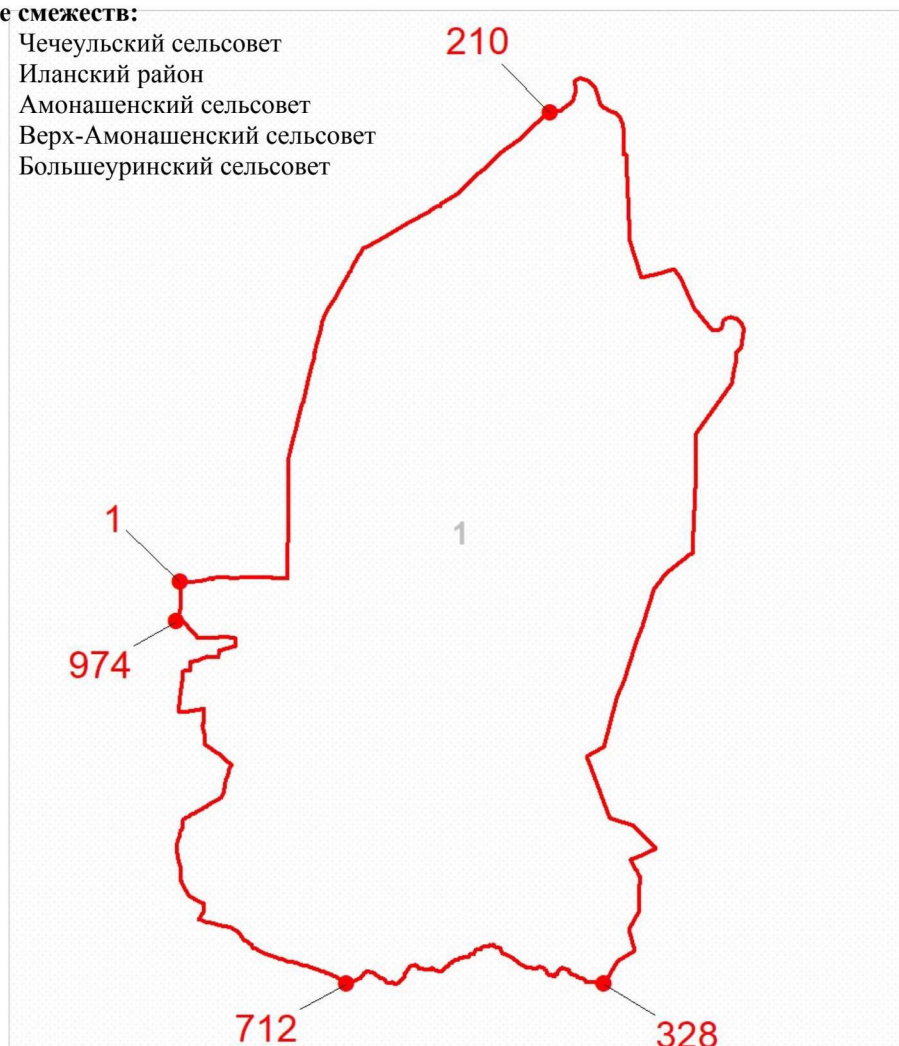 е смежеств:
Чечеульский сельсовет
Иланский район
Амонашенский сельсовет
Верх-Амонашенский сельсовет
Большеуринский сельсовет
210
1
1
974
712
328